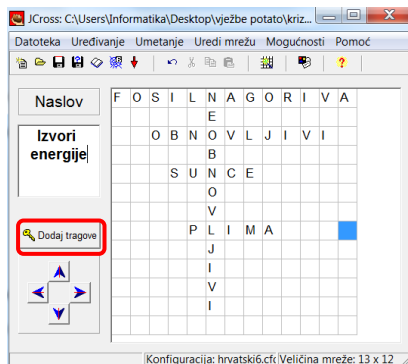 JCross: C:\Users\Informatika\Desktop\vježbe potato\kriz...
Datoteka Uređivanje Umetanje Uredi mrežu Mogućnosti Pomoć
Naslov
Izvori
energije
Dodaj tragove
F O S I L N A G O R I V A
E
O B N O V L J I V I
B
S U N C E
O
V
P L I M A
J
I
V
I
Konfiguracija: hrvatski6.cfc Veličina mreže: 13 x 12